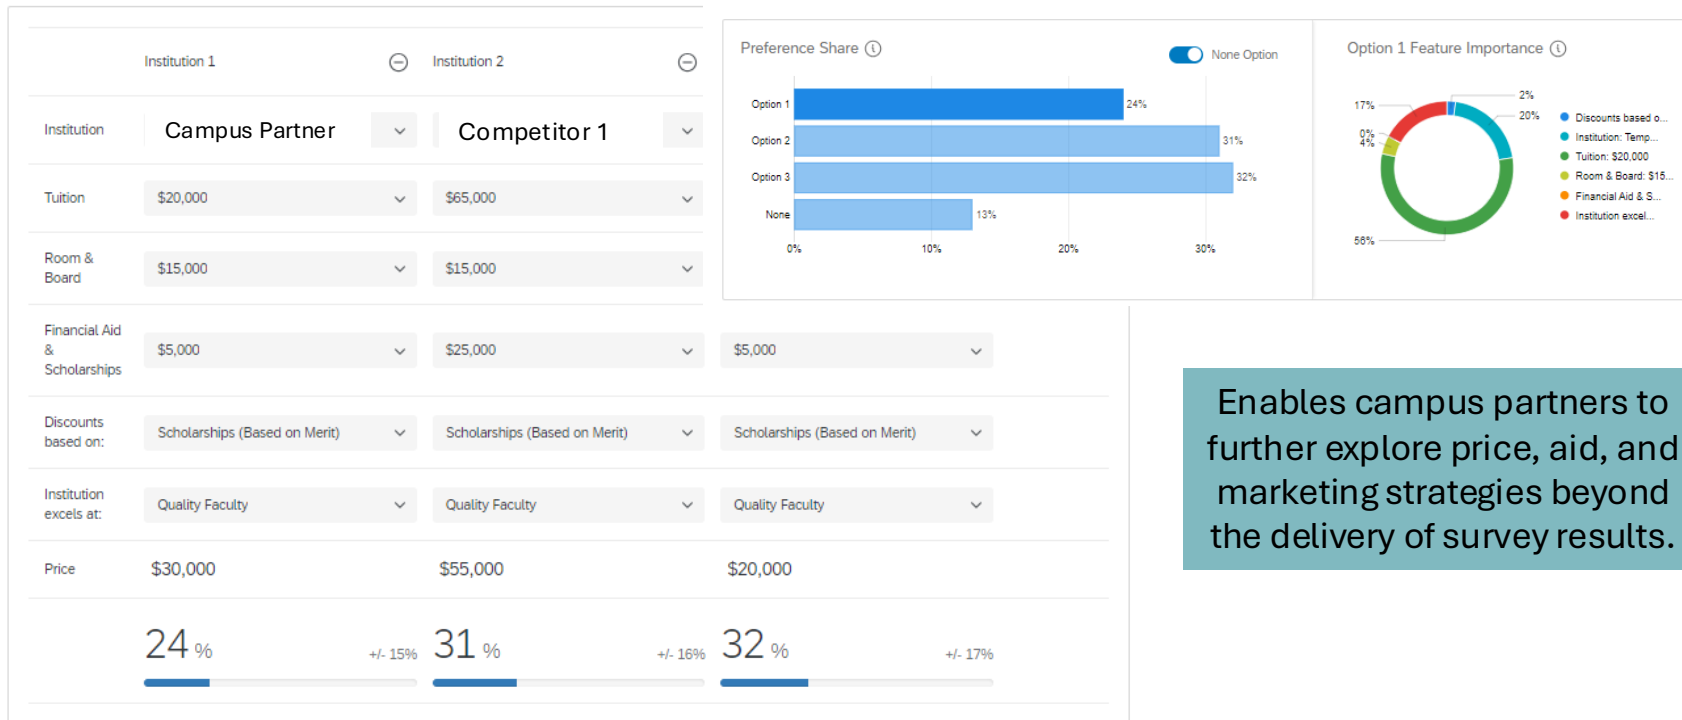 Institution 1
Institution 2
Institution
Campus Partner
Competitor 1
Tuition
$20,000
$65,000
Room &
Board
$15,000
$15,000
Financial Aid
&
Scholarships
$5,000
$25,000
$5,000
Discounts
based on:
Scholarships (Based on Merit)
Scholarships (Based on Merit)
Scholarships (Based on Merit)
Institution
excels at:
Quality Faculty
Quality Faculty
Quality Faculty
Price
$30,000
$55,000
$20,000
24 %
+/- 15%
31 %
+/- 16%
32 %
+/- 17%
Preference Share
None Option
Option 1
24%
Option 2
31%
Option 3
32%
None
13%
0%
10%
20%
30%
Option 1 Feature Importance
2%
20%
17%
0%
4%
56%
Discounts based o...
Institution: Temp...
Tuition: $20,000
Room & Board: $15...
Financial Aid & S...
Institution excel...
Enables campus partners to
further explore price, aid, and
marketing strategies beyond
the delivery of survey results.